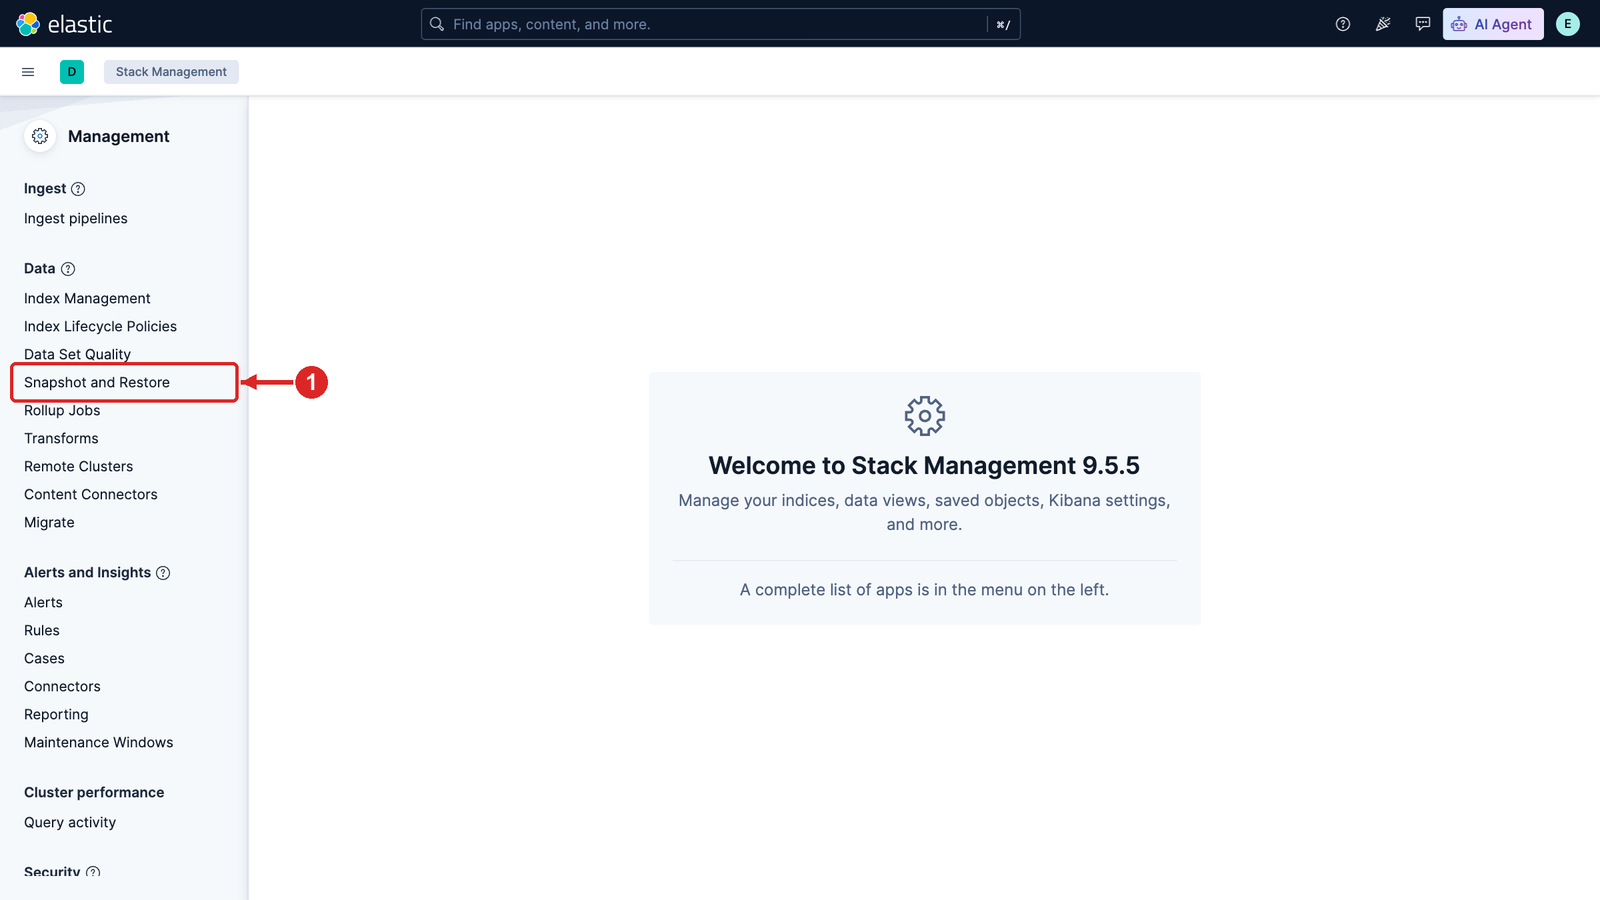 elastic
Find apps, content, and more.
⌘/
AI Agent
E
D
Stack Management
Management
Ingest
Ingest pipelines
Data
Index Management
Index Lifecycle Policies
Data Set Quality
Snapshot and Restore
1
Rollup Jobs
Transforms
Remote Clusters
Content Connectors
Migrate
Alerts and Insights
Alerts
Rules
Cases
Connectors
Reporting
Maintenance Windows
Cluster performance
Query activity
Security
Welcome to Stack Management 9.5.5
Manage your indices, data views, saved objects, Kibana settings,
and more.
A complete list of apps is in the menu on the left.